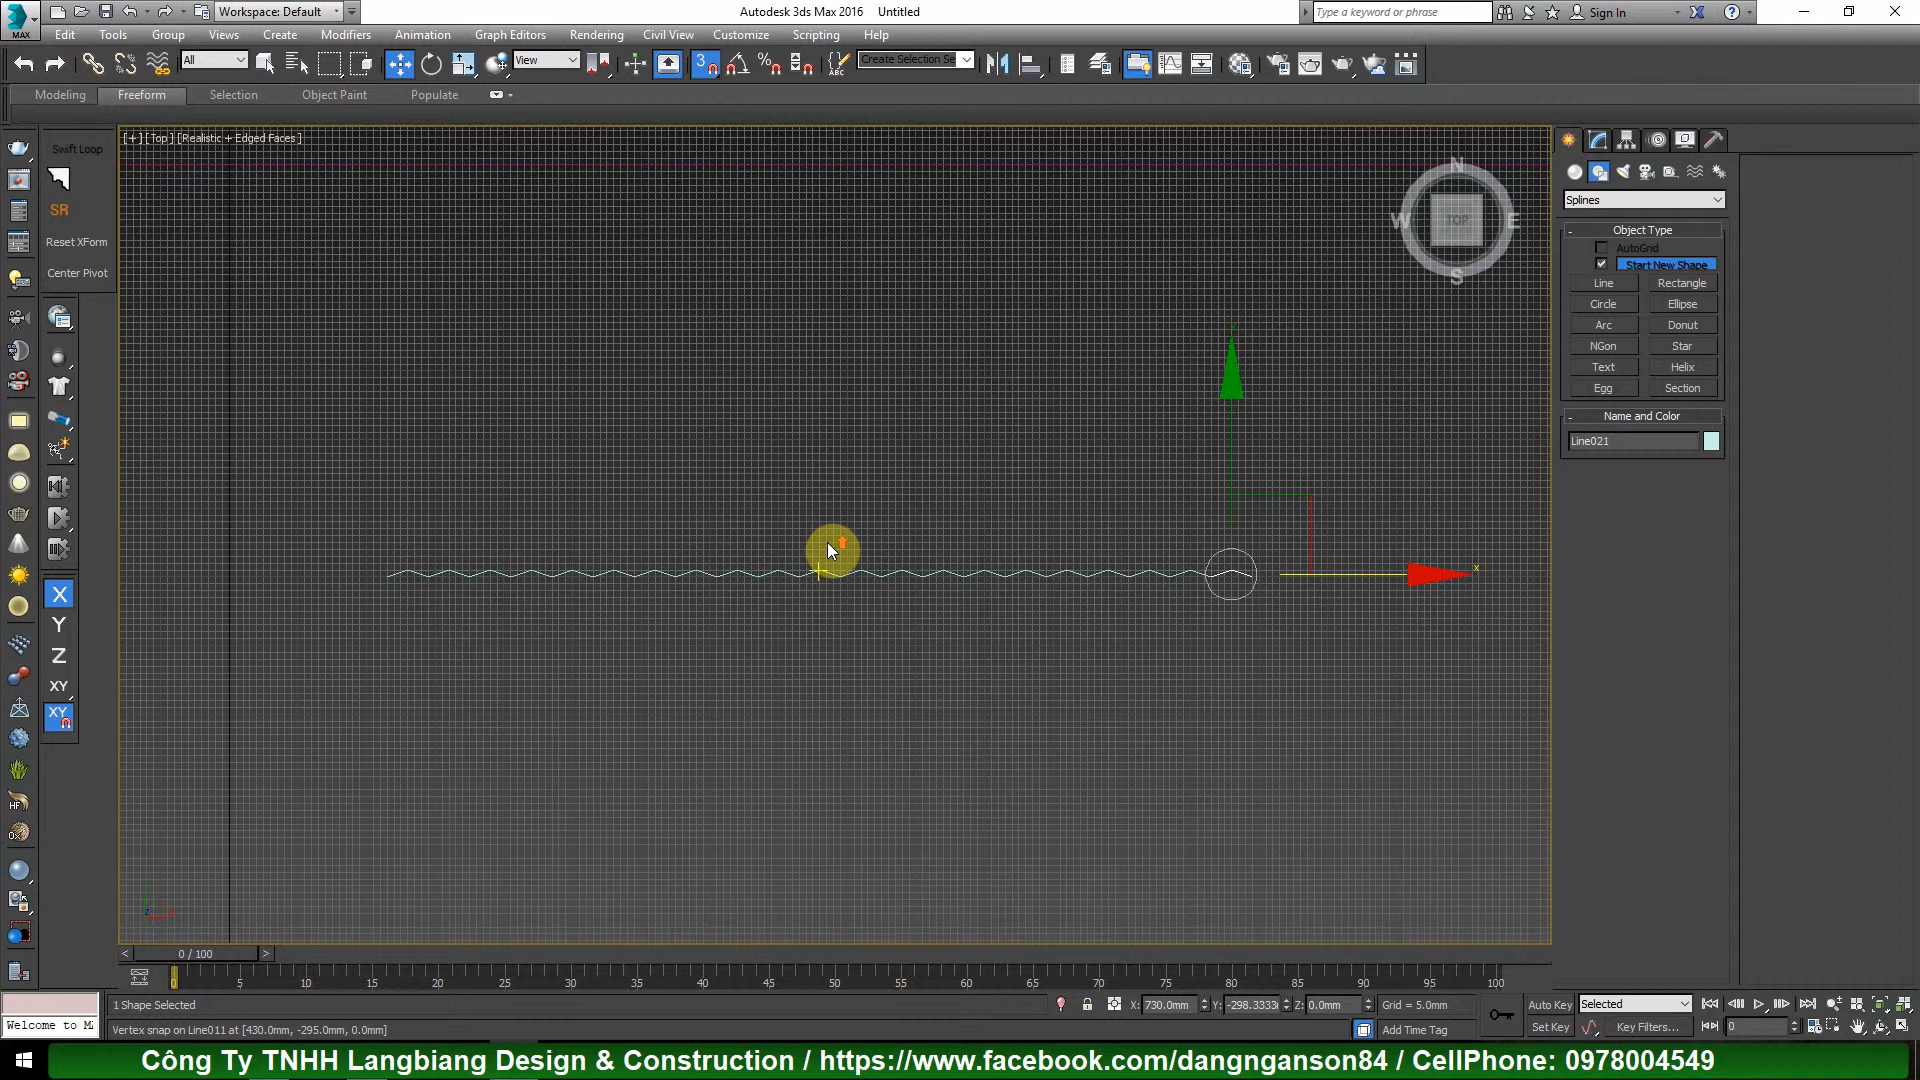 MAX
Workspace: Default
Autodesk 3ds Max 2016 Untitled
Type a keyword or phrase
Sign In
Edit Tools Group Views Create Modifiers Animation Graph Editors Rendering Civil View Customize Scripting Help
All
View
3
ABC
Create Selection Se
Modeling Freeform Selection Object Paint Populate
[+] [Top] [Realistic + Edged Faces]
Swift Loop
SR
Reset XForm
Center Pivot
HF
X
Y
Z
XY
XY
N
W TOP E
S
y
x
z
Splines
- Object Type
AutoGrid
Start New Shape
Line Rectangle
Circle Ellipse
Arc Donut
NGon Star
Text Helix
Egg Section
- Name and Color
Line021
< 0 / 100 >
0 5 10 15 20 25 30 35 40 45 50 55 60 65 70 75 80 85 90 95 100
1 Shape Selected
X: 730.0mm Y: -298.3333 Z: 0.0mm Grid = 5.0mm
Auto Key Selected
Welcome to M
Vertex snap on Line011 at [430.0mm, -295.0mm, 0.0mm]
Add Time Tag
Set Key Key Filters... 0
Công Ty TNHH Langbiang Design & Construction / https://www.facebook.com/dangnganson84 / CellPhone: 0978004549